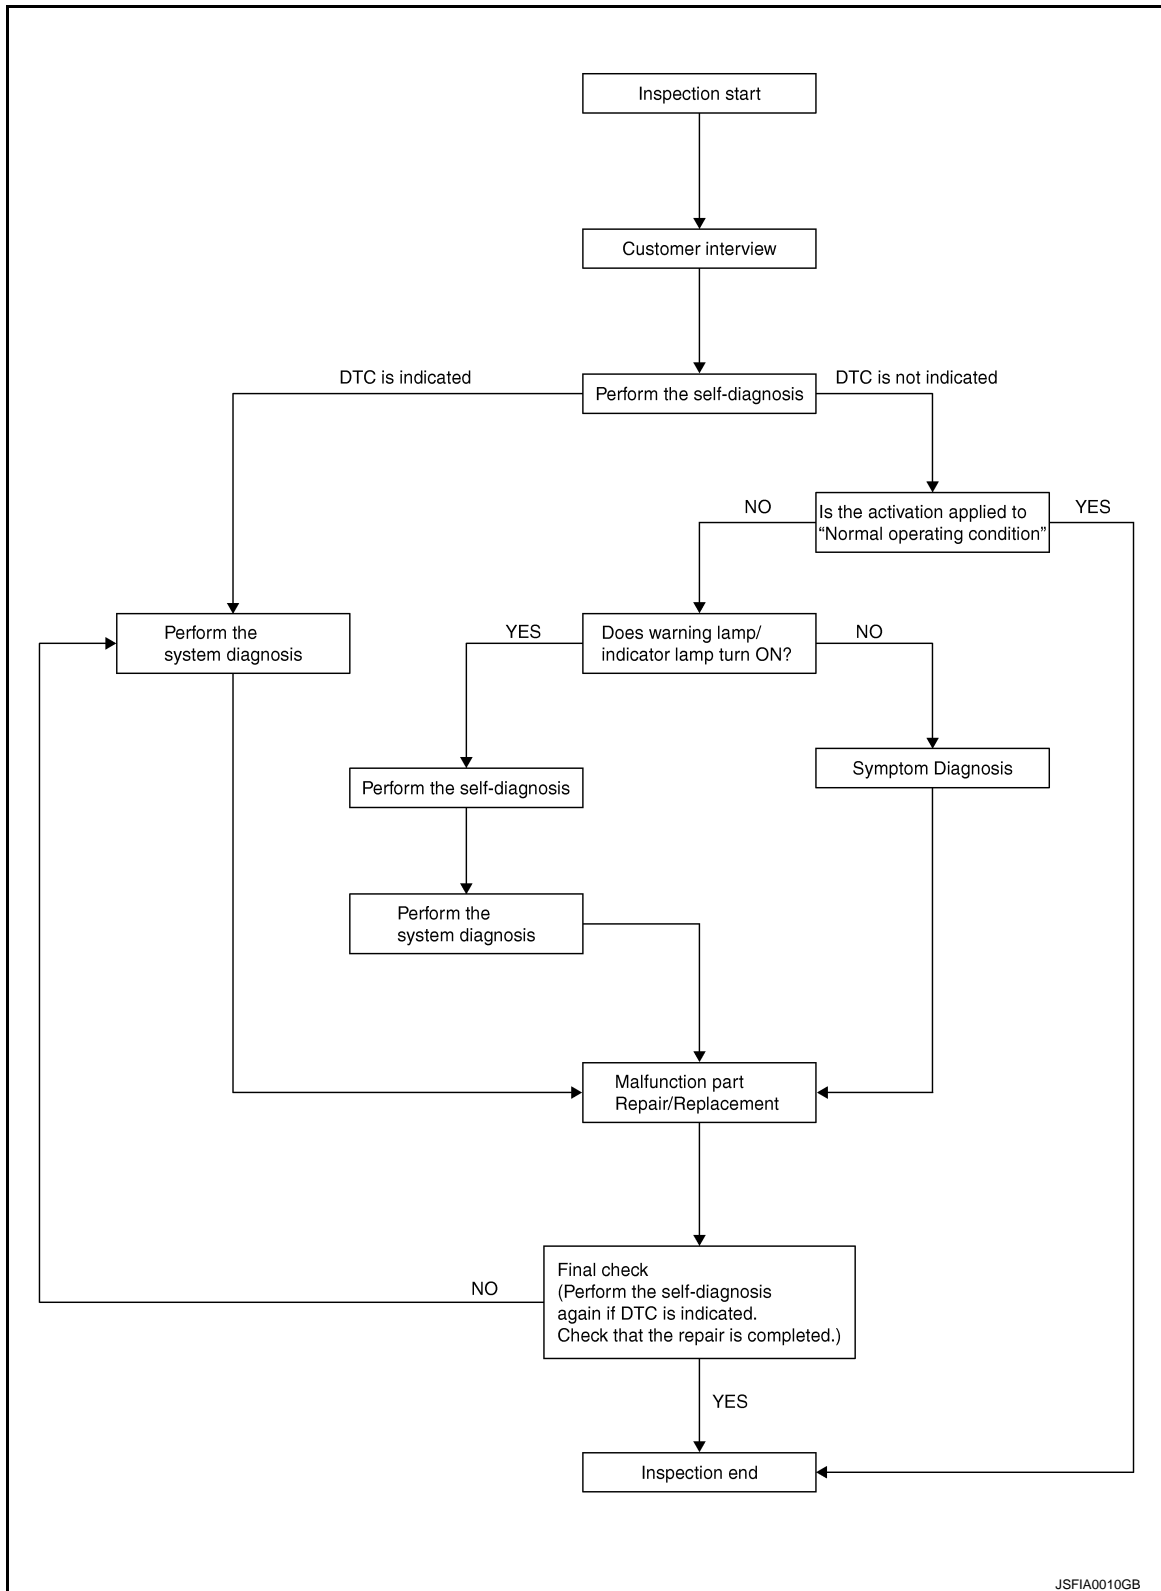 Inspection start
Customer interview
DTC is indicated
DTC is not indicated
Perform the self-diagnosis
NO
Is the activation applied to
“Normal operating condition”
YES
Perform the
system diagnosis
YES
Does warning lamp/
indicator lamp turn ON?
NO
Perform the self-diagnosis
Symptom Diagnosis
Perform the
system diagnosis
Malfunction part
Repair/Replacement
NO
Final check
(Perform the self-diagnosis
again if DTC is indicated.
Check that the repair is completed.)
YES
Inspection end
JSFIA0010GB